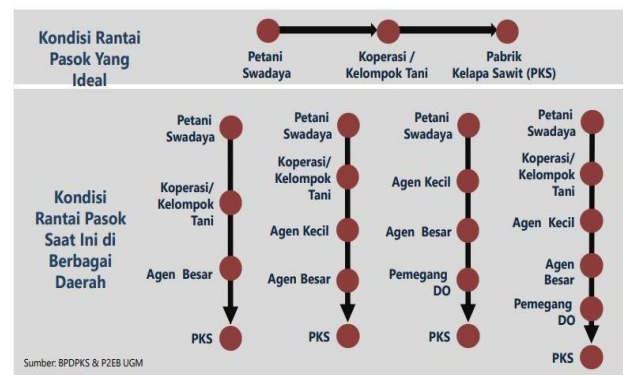 Kondisi Rantai
Pasok Yang
Ideal
Petani
Swadaya
Koperasi /
Kelompok Tani
Pabrik
Kelapa Sawit (PKS)
Kondisi
Rantai Pasok
Saat Ini di
Berbagai
Daerah
Petani
Swadaya
Koperasi/
Kelompok
Tani
Agen Besar
PKS
Petani
Swadaya
Koperasi/
Kelompok
Tani
Agen Kecil
Agen Besar
PKS
Petani
Swadaya
Agen Kecil
Agen Besar
Pemegang
DO
PKS
Petani
Swadaya
Koperasi/
Kelompok
Tani
Agen Kecil
Agen
Besar
Pemegang
DO
PKS
Sumber: BPDPKS & P2EB UGM